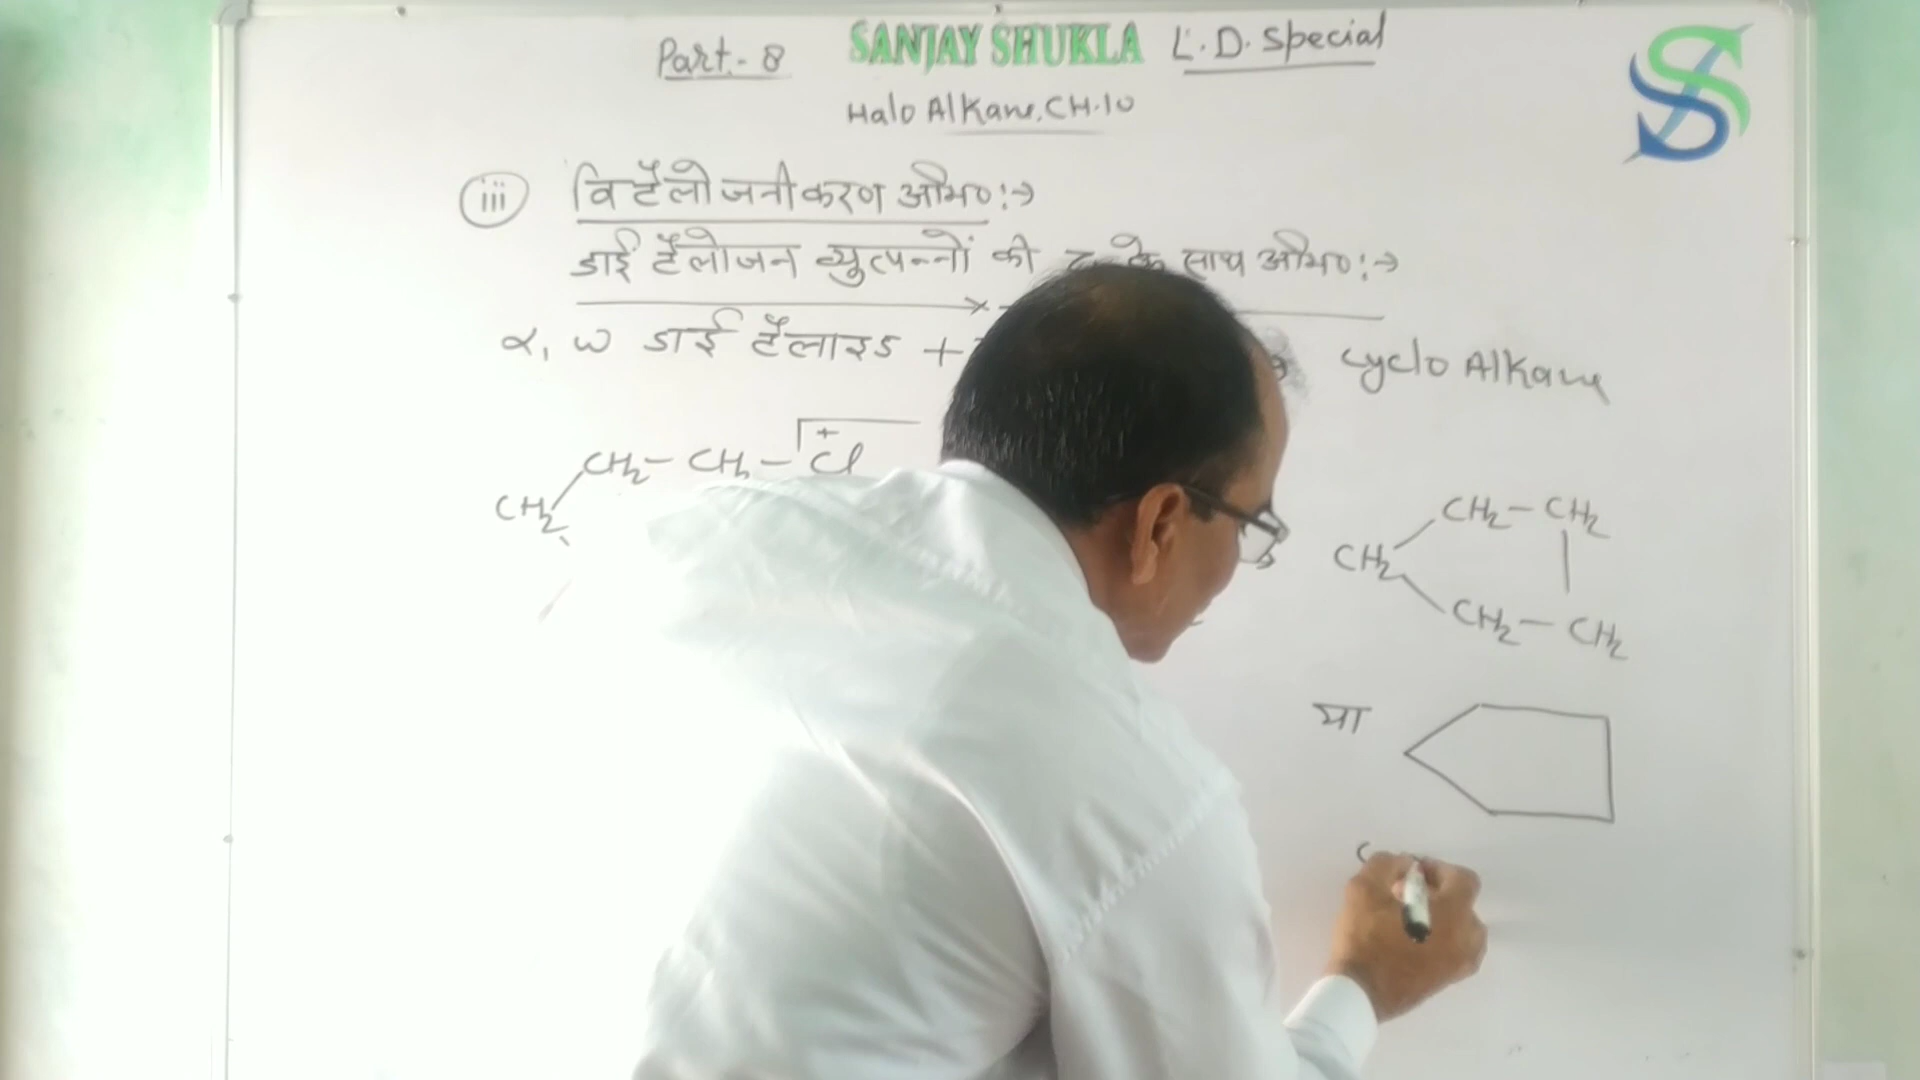 Part-8 SANJAY SHUKLA L.D. Special
Halo Alkane, CH.10
iii विहैलोजनीकरण अभि०:→
डाई हैलोजन व्युत्पन्नों की के साथ अभि०:→
α, ω डाई हैलाइड + Cyclo Alkane
CH2 - CH2 - Cl
CH2
CH2 - CH2
CH2
CH2 - CH2
या